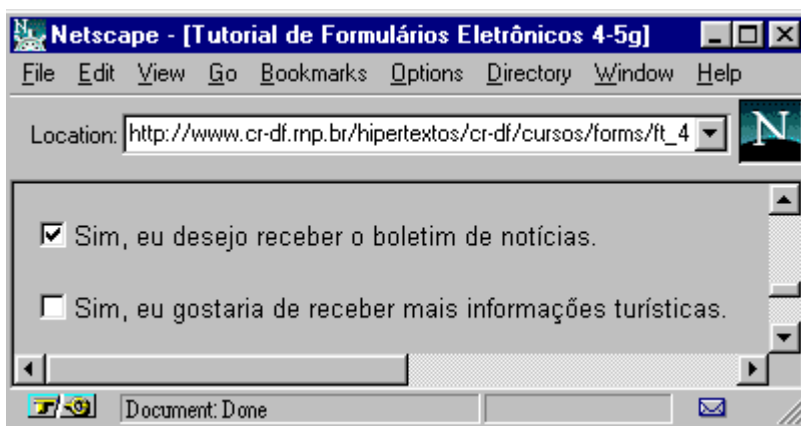 Netscape - [Tutorial de Formulários Eletrônicos 4-5g]
File Edit View Go Bookmarks Options Directory Window Help
Location: http://www.cr-df.rnp.br/hipertextos/cr-df/cursos/forms/ft_4
N
Sim, eu desejo receber o boletim de notícias.
Sim, eu gostaria de receber mais informações turísticas.
Document: Done